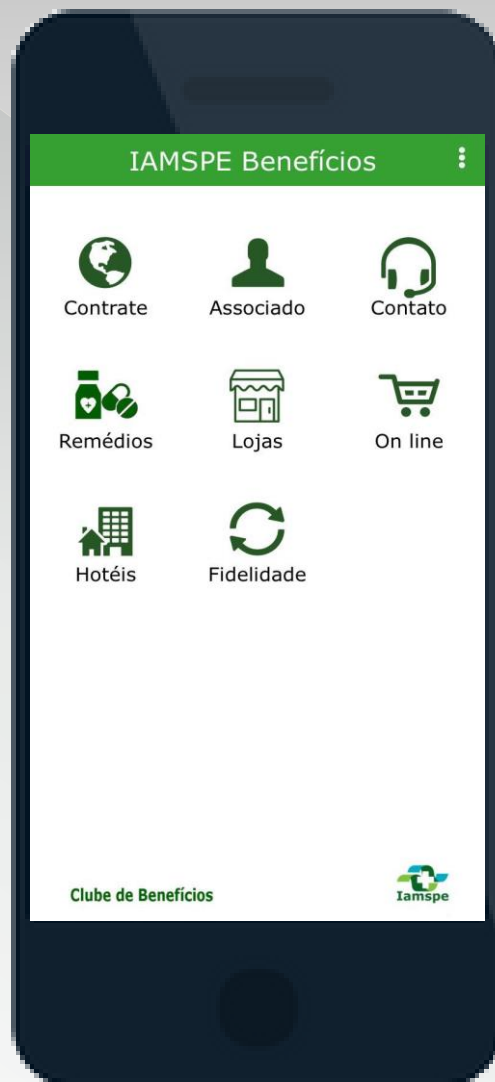 IAMSPE Benefícios
Contrate Associado Contato
Remédios Lojas On line
Hotéis Fidelidade
Clube de Benefícios
Iamspe